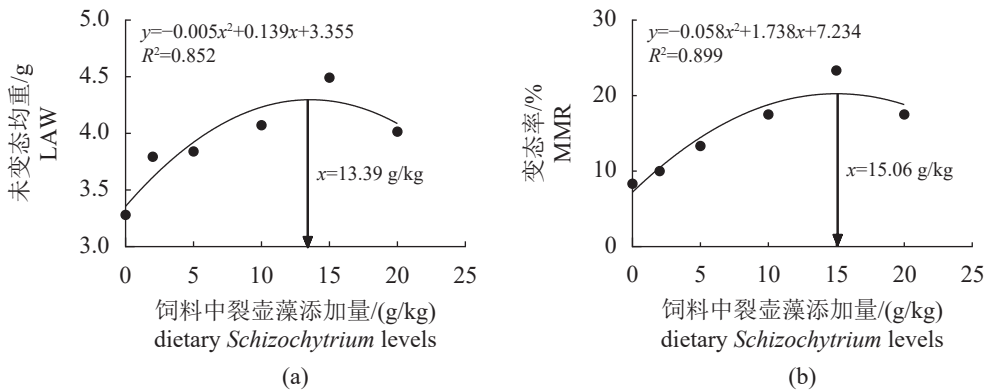 y=−0.005x²+0.139x+3.355
R²=0.852
未变态均重/g
LAW
5.0
4.5
4.0
3.5
3.0
x=13.39 g/kg
0 5 10 15 20 25
饲料中裂壶藻添加量/(g/kg)
dietary Schizochytrium levels
(a)
y=−0.058x²+1.738x+7.234
R²=0.899
变态率/%
MMR
30
20
10
0
x=15.06 g/kg
0 5 10 15 20 25
饲料中裂壶藻添加量/(g/kg)
dietary Schizochytrium levels
(b)